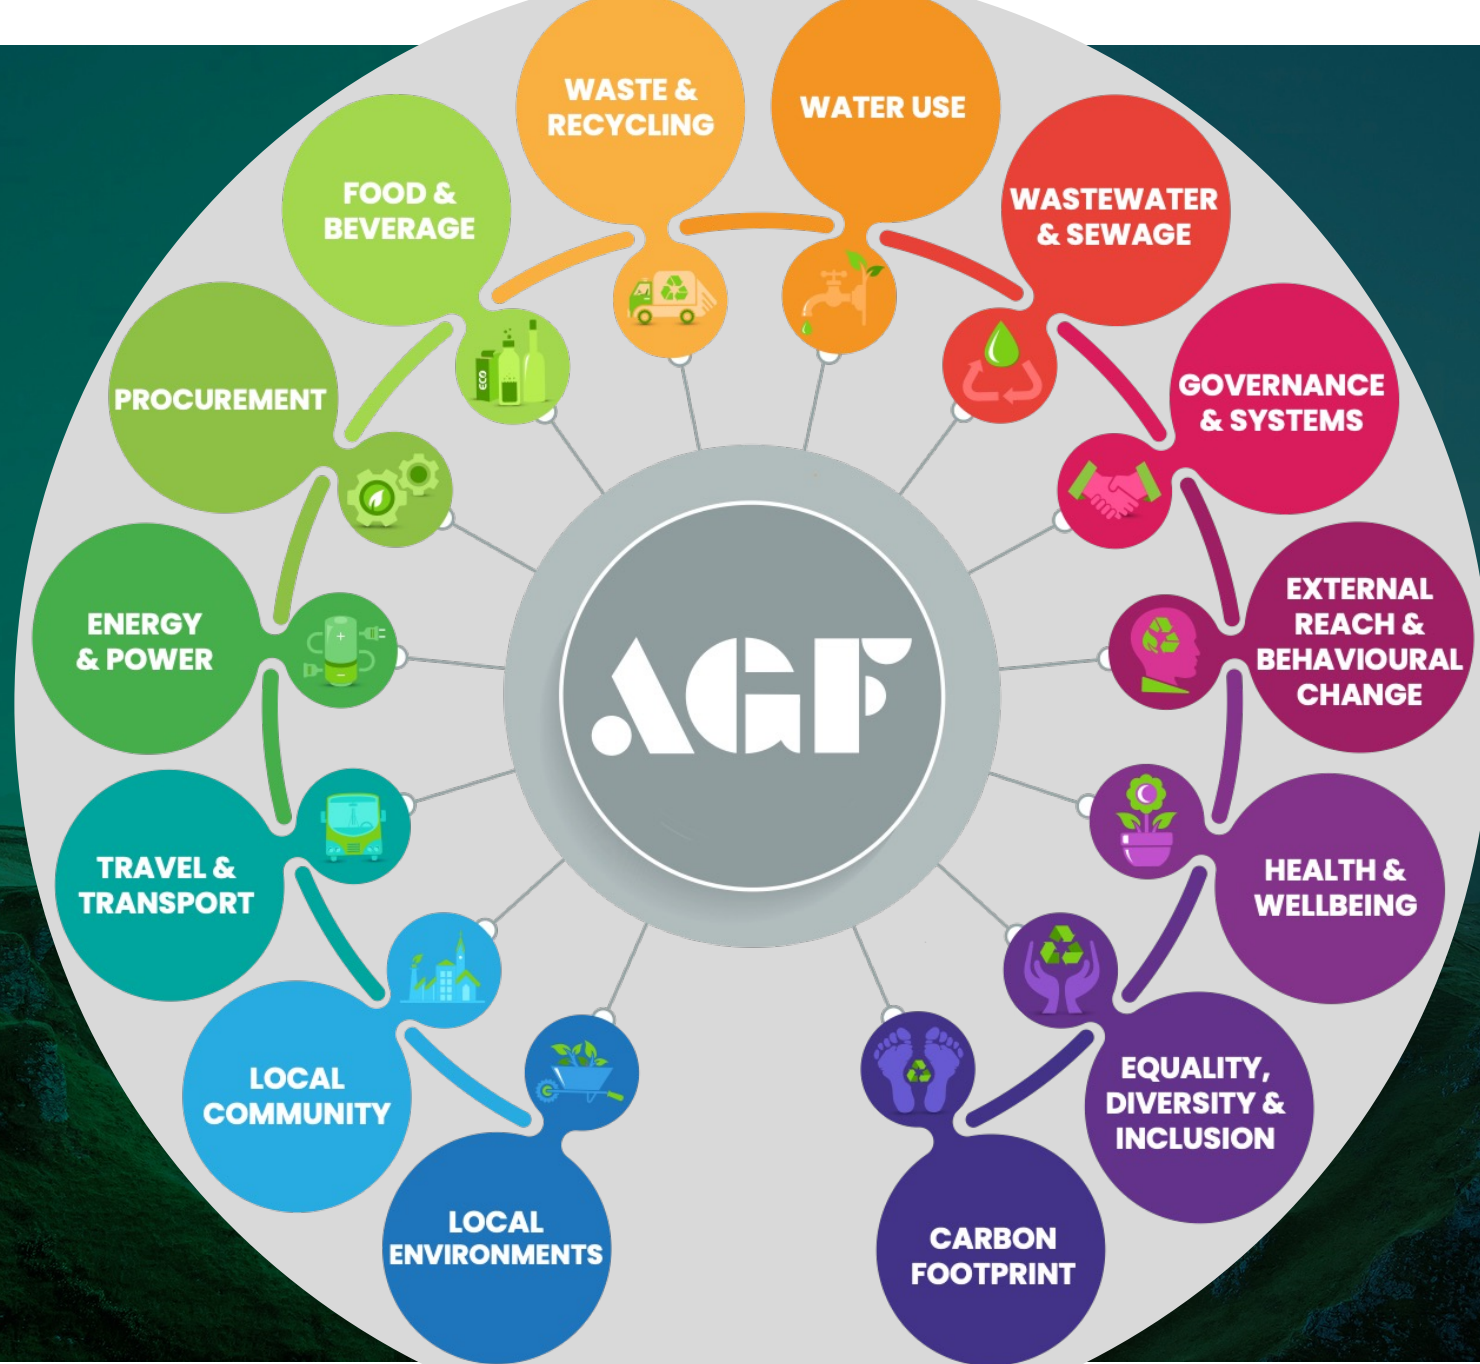 WASTE &
RECYCLING
WATER USE
FOOD &
BEVERAGE
WASTEWATER
& SEWAGE
PROCUREMENT
GOVERNANCE
& SYSTEMS
ECO
ENERGY
& POWER
EXTERNAL
REACH &
BEHAVIOURAL
CHANGE
AGF
TRAVEL &
TRANSPORT
HEALTH &
WELLBEING
LOCAL
COMMUNITY
EQUALITY,
DIVERSITY &
INCLUSION
LOCAL
ENVIRONMENTS
CARBON
FOOTPRINT